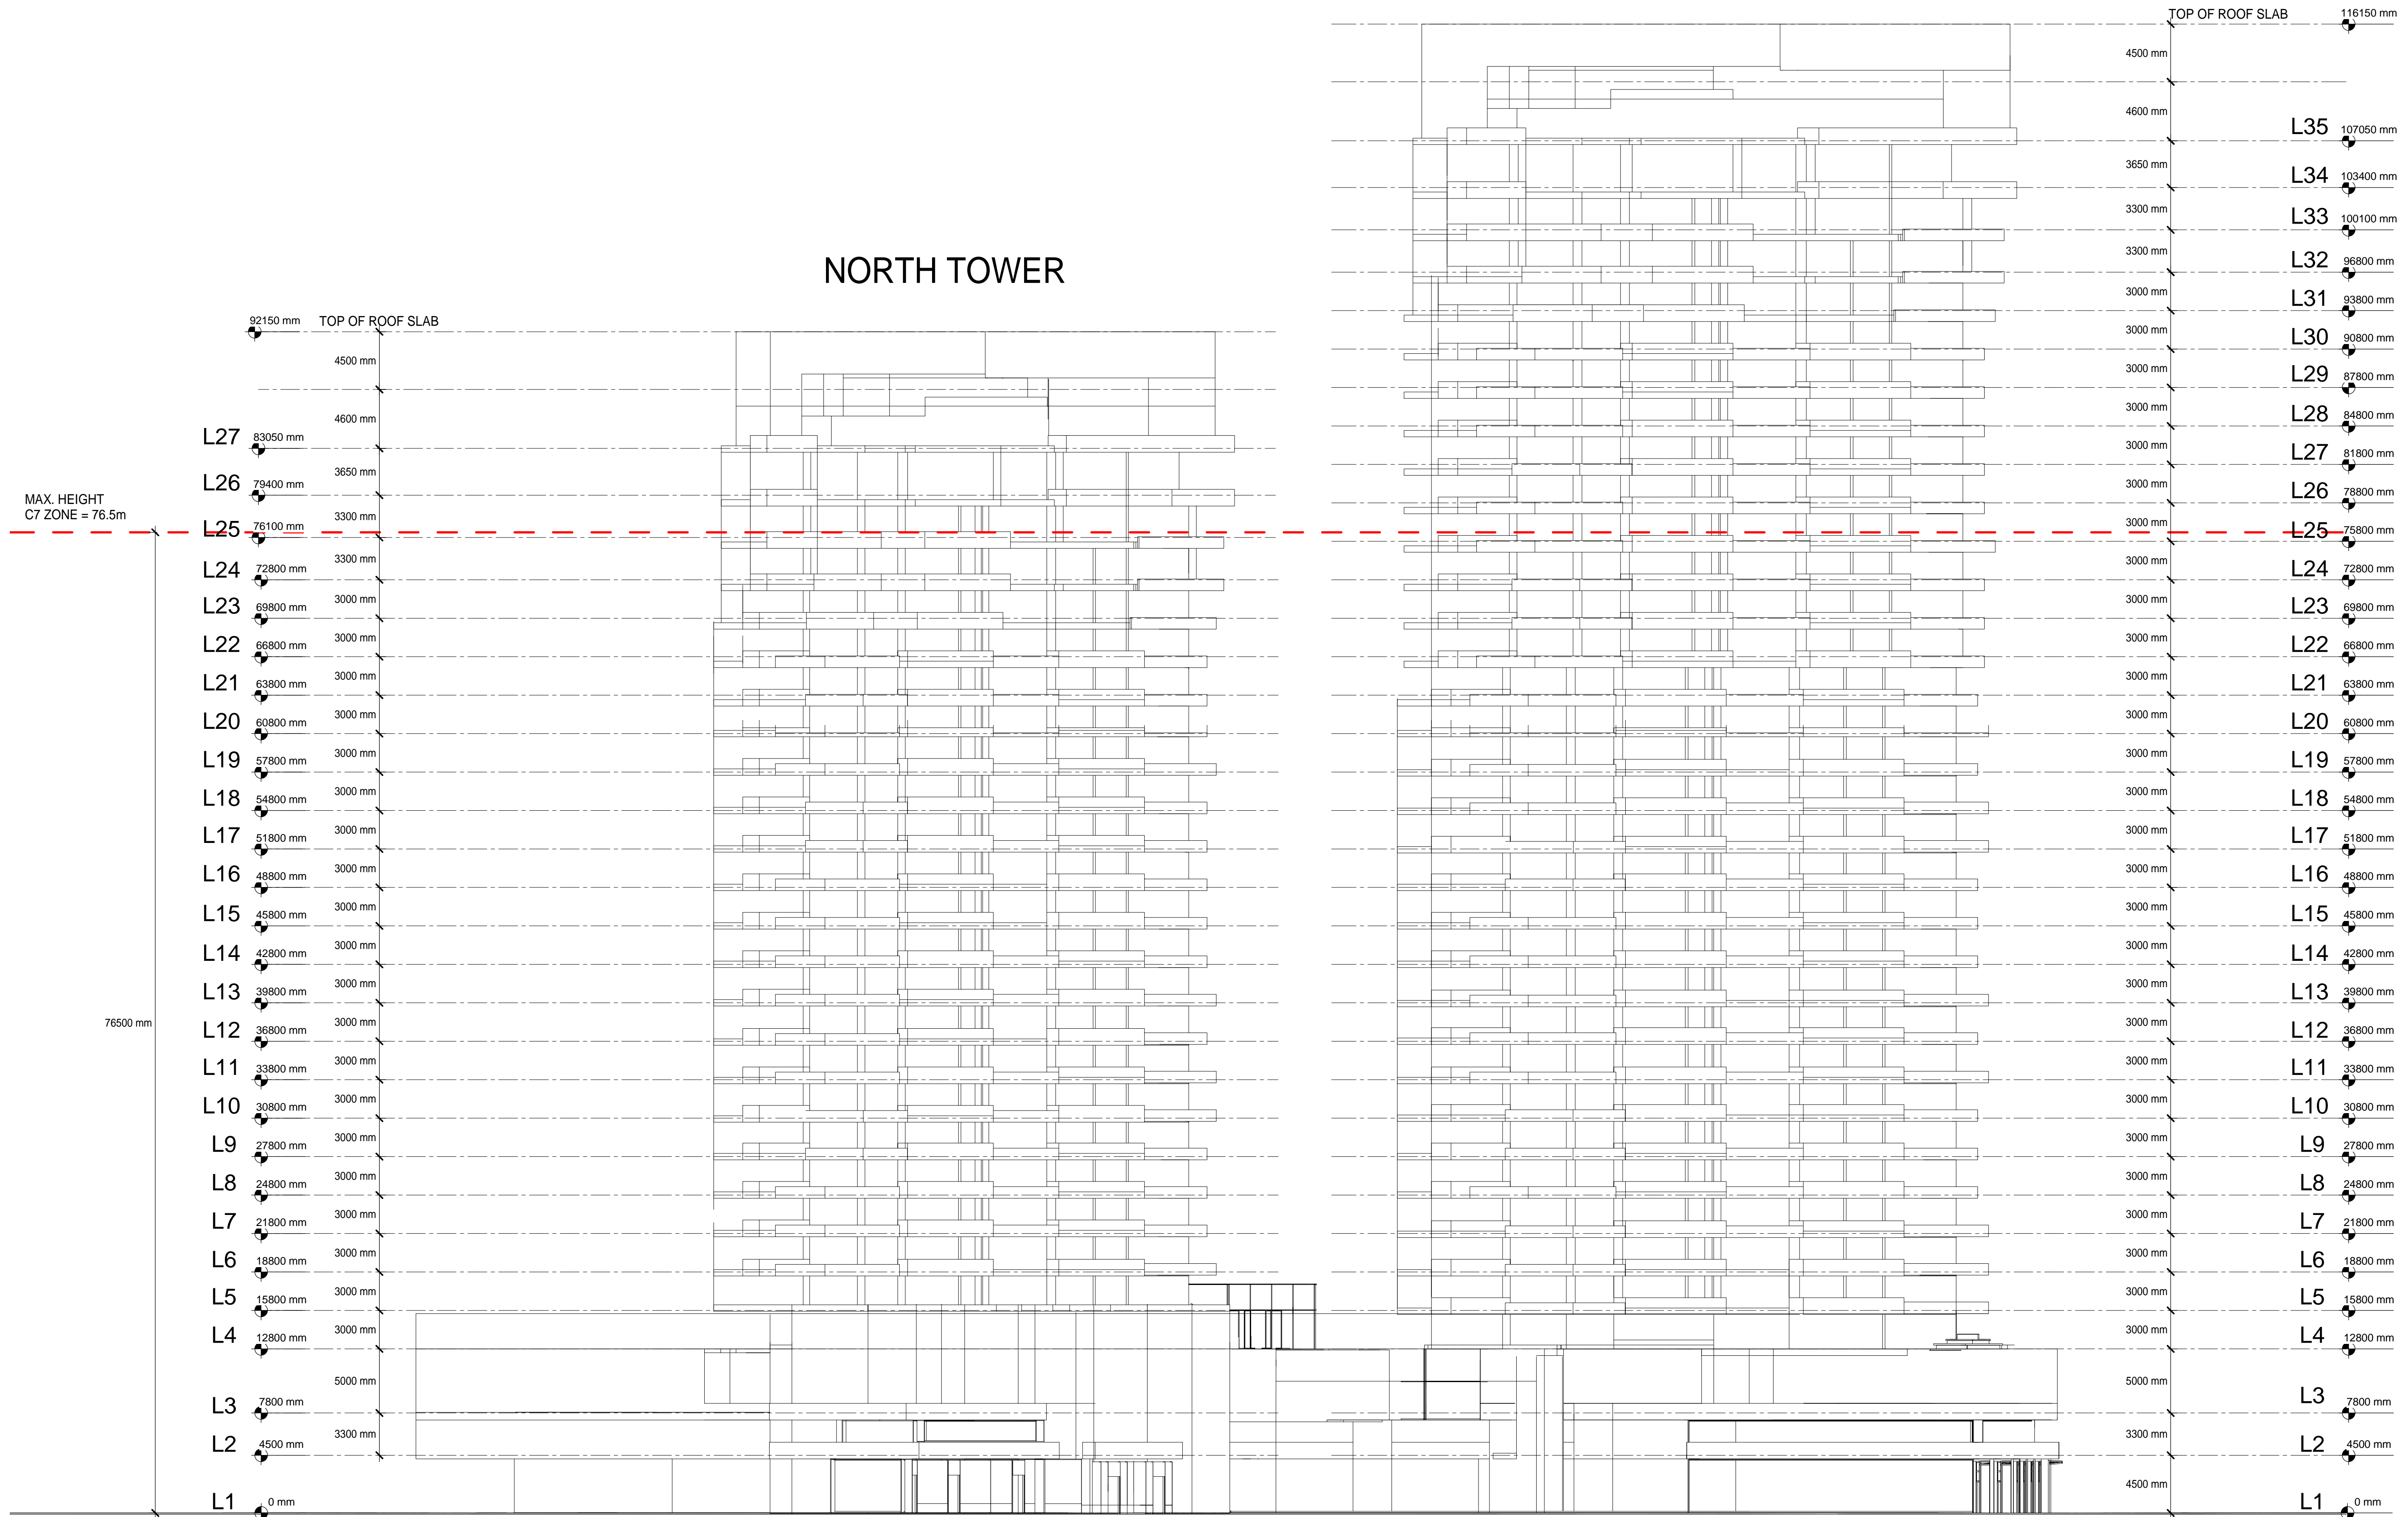 TOP OF ROOF SLAB 116150 mm
4500 mm
4600 mm
L35 107050 mm
3650 mm
L34 103400 mm
3300 mm
L33 100100 mm
3300 mm
L32 96800 mm
3000 mm
L31 93800 mm
3000 mm
L30 90800 mm
3000 mm
L29 87800 mm
3000 mm
L28 84800 mm
3000 mm
L27 81800 mm
3000 mm
L26 78800 mm
3000 mm
L25 75800 mm
3000 mm
L24 72800 mm
3000 mm
L23 69800 mm
3000 mm
L22 66800 mm
3000 mm
L21 63800 mm
3000 mm
L20 60800 mm
3000 mm
L19 57800 mm
3000 mm
L18 54800 mm
3000 mm
L17 51800 mm
3000 mm
L16 48800 mm
3000 mm
L15 45800 mm
3000 mm
L14 42800 mm
3000 mm
L13 39800 mm
3000 mm
L12 36800 mm
3000 mm
L11 33800 mm
3000 mm
L10 30800 mm
3000 mm
L9 27800 mm
3000 mm
L8 24800 mm
3000 mm
L7 21800 mm
3000 mm
L6 18800 mm
3000 mm
L5 15800 mm
3000 mm
L4 12800 mm
5000 mm
L3 7800 mm
3300 mm
L2 4500 mm
4500 mm
L1 0 mm
NORTH TOWER
92150 mm TOP OF ROOF SLAB
4500 mm
4600 mm
L27 83050 mm
3650 mm
L26 79400 mm
MAX. HEIGHT
C7 ZONE = 76.5m
3300 mm
L25 76100 mm
3300 mm
L24 72800 mm
3000 mm
L23 69800 mm
3000 mm
L22 66800 mm
3000 mm
L21 63800 mm
3000 mm
L20 60800 mm
3000 mm
L19 57800 mm
3000 mm
L18 54800 mm
3000 mm
L17 51800 mm
3000 mm
L16 48800 mm
3000 mm
L15 45800 mm
3000 mm
L14 42800 mm
3000 mm
L13 39800 mm
3000 mm
76500 mm
L12 36800 mm
3000 mm
L11 33800 mm
3000 mm
L10 30800 mm
3000 mm
L9 27800 mm
3000 mm
L8 24800 mm
3000 mm
L7 21800 mm
3000 mm
L6 18800 mm
3000 mm
L5 15800 mm
3000 mm
L4 12800 mm
5000 mm
L3 7800 mm
3300 mm
L2 4500 mm
L1 0 mm